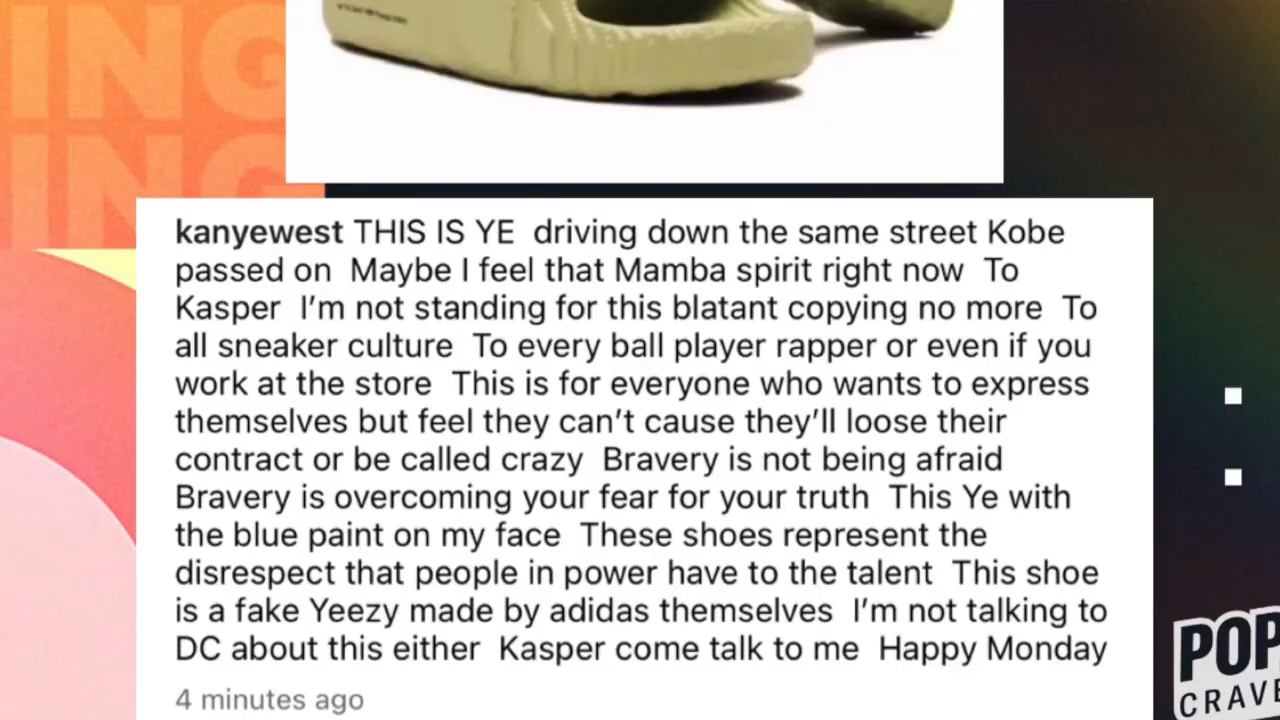 ING
ING
kanyewest THIS IS YE  driving down the same street Kobe
passed on  Maybe I feel that Mamba spirit right now  To
Kasper  I’m not standing for this blatant copying no more  To
all sneaker culture  To every ball player rapper or even if you
work at the store  This is for everyone who wants to express
themselves but feel they can’t cause they’ll loose their
contract or be called crazy  Bravery is not being afraid
Bravery is overcoming your fear for your truth  This Ye with
the blue paint on my face  These shoes represent the
disrespect that people in power have to the talent  This shoe
is a fake Yeezy made by adidas themselves  I’m not talking to
DC about this either  Kasper come talk to me  Happy Monday
4 minutes ago
POP
CRAVE